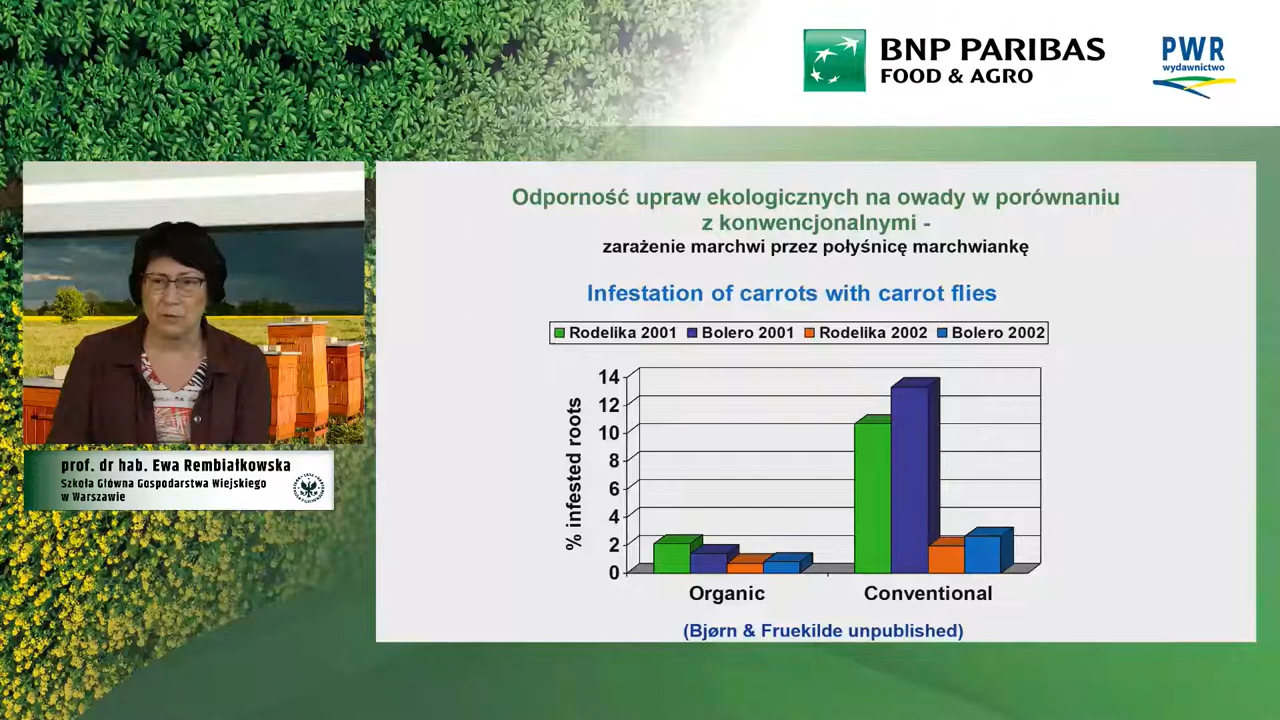 BNP PARIBAS
FOOD & AGRO
PWR
wydawnictwo
Odporność upraw ekologicznych na owady w porównaniu
z konwencjonalnymi -
zarażenie marchwi przez połyśnicę marchwiankę
Infestation of carrots with carrot flies
Rodelika 2001 Bolero 2001 Rodelika 2002 Bolero 2002
% infested roots
14
12
10
8
6
4
2
0
Organic Conventional
(Bjørn & Fruekilde unpublished)
prof. dr hab. Ewa Rembiałkowska
Szkoła Główna Gospodarstwa Wiejskiego
w Warszawie